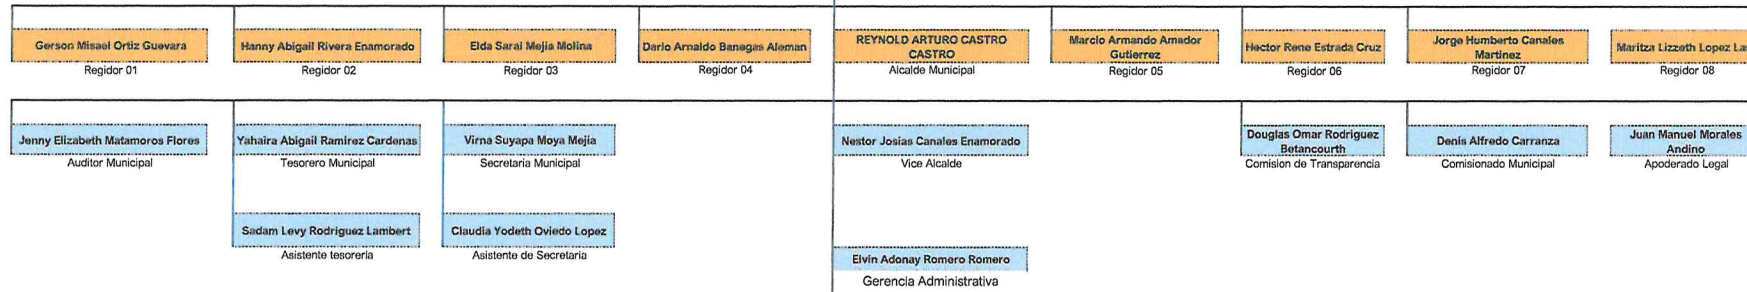 Gerson Misael Ortiz Guevara
Regidor 01
Hanny Abigail Rivera Enamorado
Regidor 02
Elda Sarai Mejia Molina
Regidor 03
Dario Arnaldo Banegas Aleman
Regidor 04
REYNOLD ARTURO CASTRO
CASTRO
Alcalde Municipal
Marcio Armando Amador
Gutierrez
Regidor 05
Hector Rene Estrada Cruz
Regidor 06
Jorge Humberto Canales
Martinez
Regidor 07
Maritza Lizzeth Lopez
Regidor 08
Jenny Elizabeth Matamoros Flores
Auditor Municipal
Yahaira Abigail Ramirez Cardenas
Tesorero Municipal
Virna Suyapa Moya Mejia
Secretaria Municipal
Nestor Josias Canales Enamorado
Vice Alcalde
Douglas Omar Rodriguez
Betancourth
Comision de Transparencia
Denis Alfredo Carranza
Comisionado Municipal
Juan Manuel Morales
Andino
Apoderado Legal
Sadam Levy Rodriguez Lambert
Asistente tesoreria
Claudia Yodeth Oviedo Lopez
Asistente de Secretaria
Elvin Adonay Romero Romero
Gerencia Administrativa